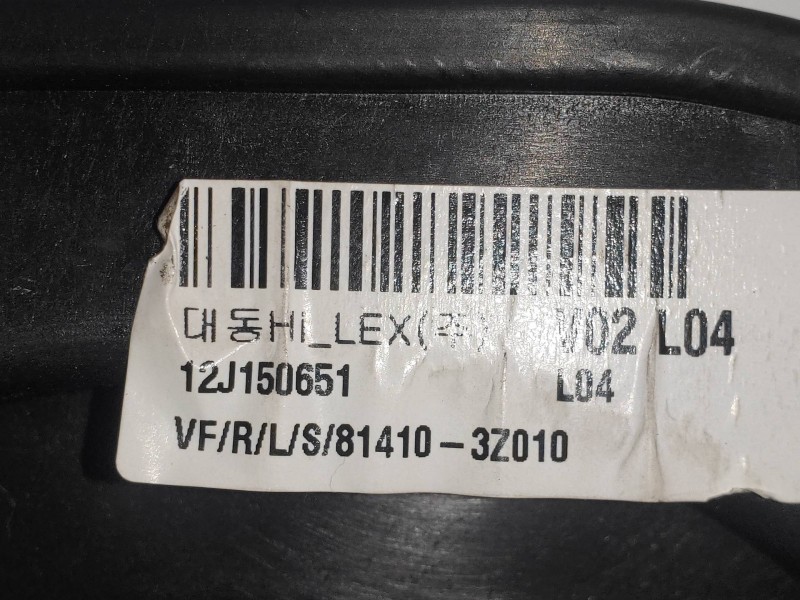 대동HI_LEX(주) V02 L04
12J150651 L04
VF/R/L/S/81410-3Z010